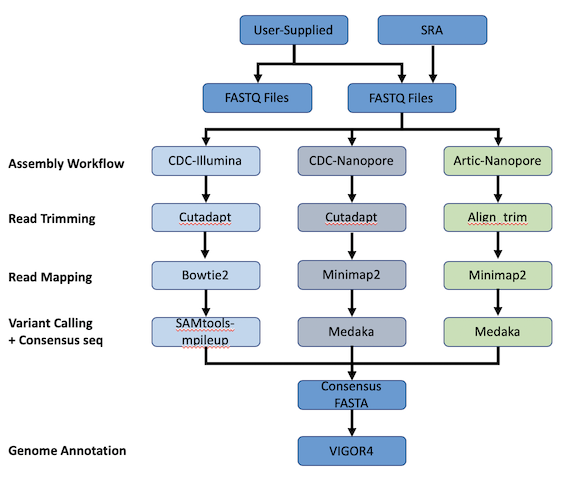 User-Supplied
SRA
FASTQ Files
FASTQ Files
Assembly Workflow
CDC-Illumina
CDC-Nanopore
Artic-Nanopore
Read Trimming
Cutadapt
Cutadapt
Align_trim
Read Mapping
Bowtie2
Minimap2
Minimap2
Variant Calling
+ Consensus seq
SAMtools-
mpileup
Medaka
Medaka
Consensus
FASTA
Genome Annotation
VIGOR4